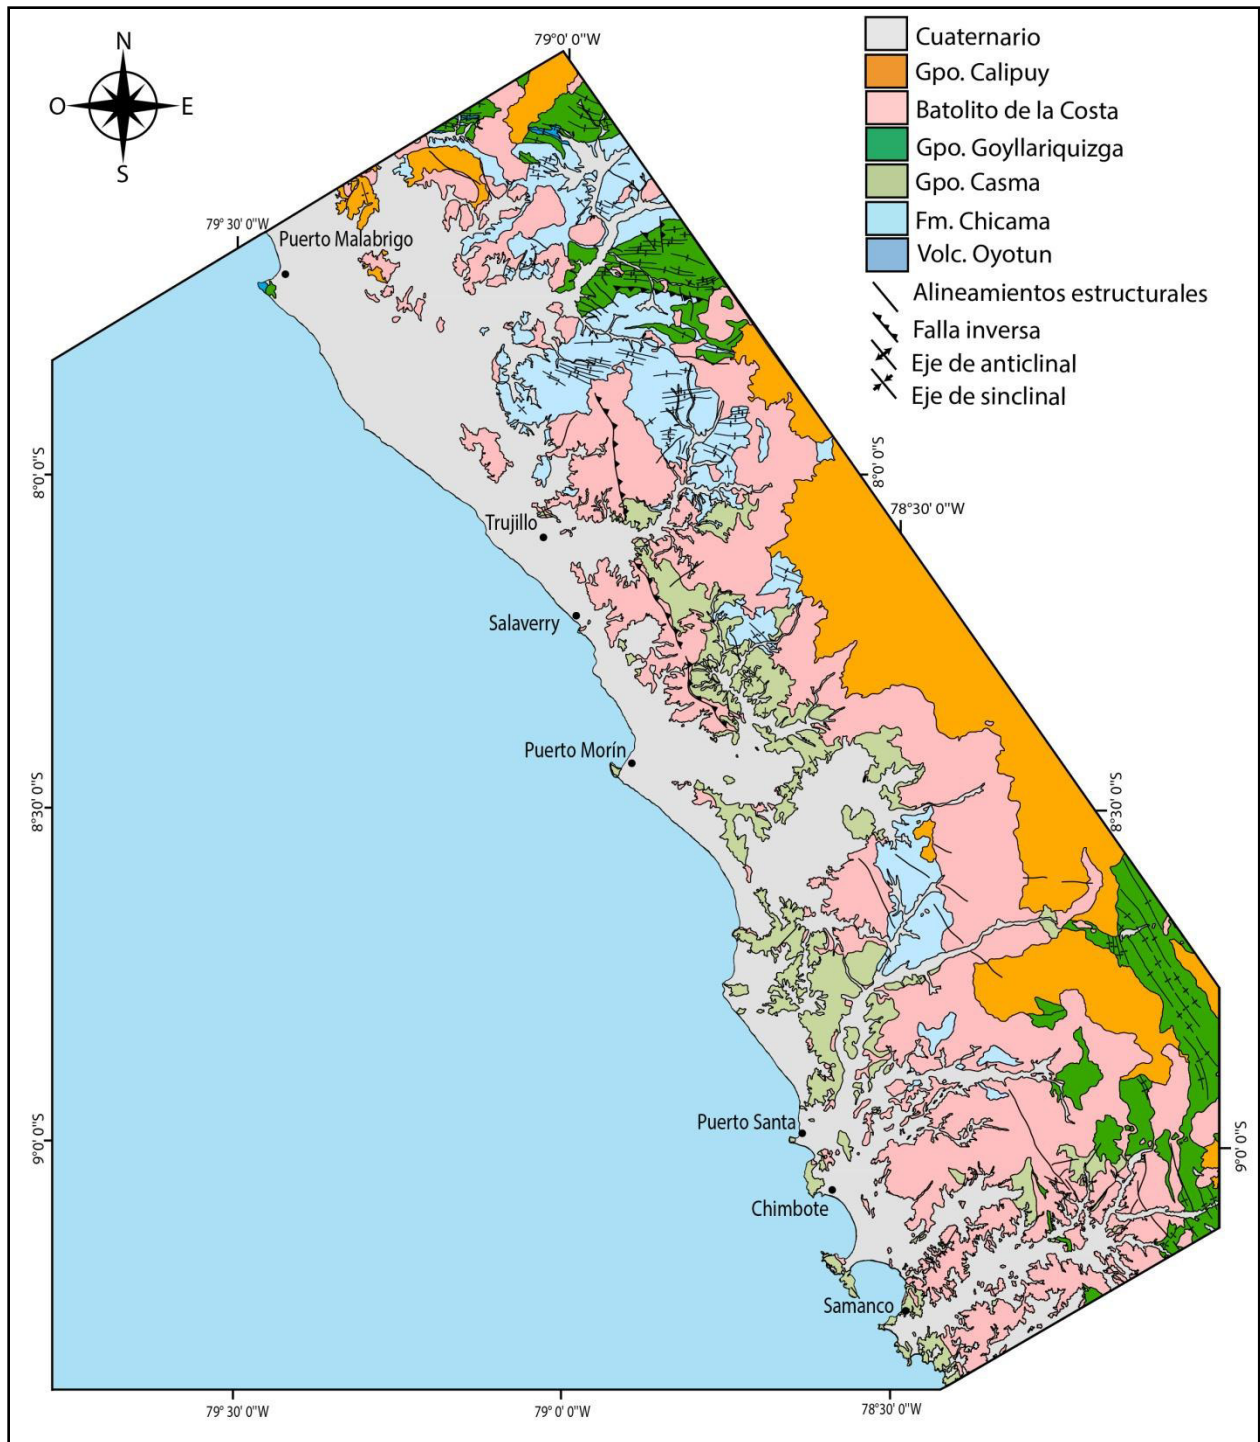 N
O
E
S
79°0' 0''W
Cuaternario
Gpo. Calipuy
Batolito de la Costa
Gpo. Goyllariquizga
Gpo. Casma
Fm. Chicama
Volc. Oyotun
Alineamientos estructurales
Falla inversa
Eje de anticlinal
Eje de sinclinal
79° 30' 0''W
Puerto Malabrigo
8°0' 0''S
8°0' 0''S
78°30' 0''W
Trujillo
Salaverry
Puerto Morín
8°30' 0''S
8°30' 0''S
Puerto Santa
9°0' 0''S
9°0' 0''S
Chimbote
Samanco
79° 30' 0''W
79° 0' 0''W
78°30' 0''W